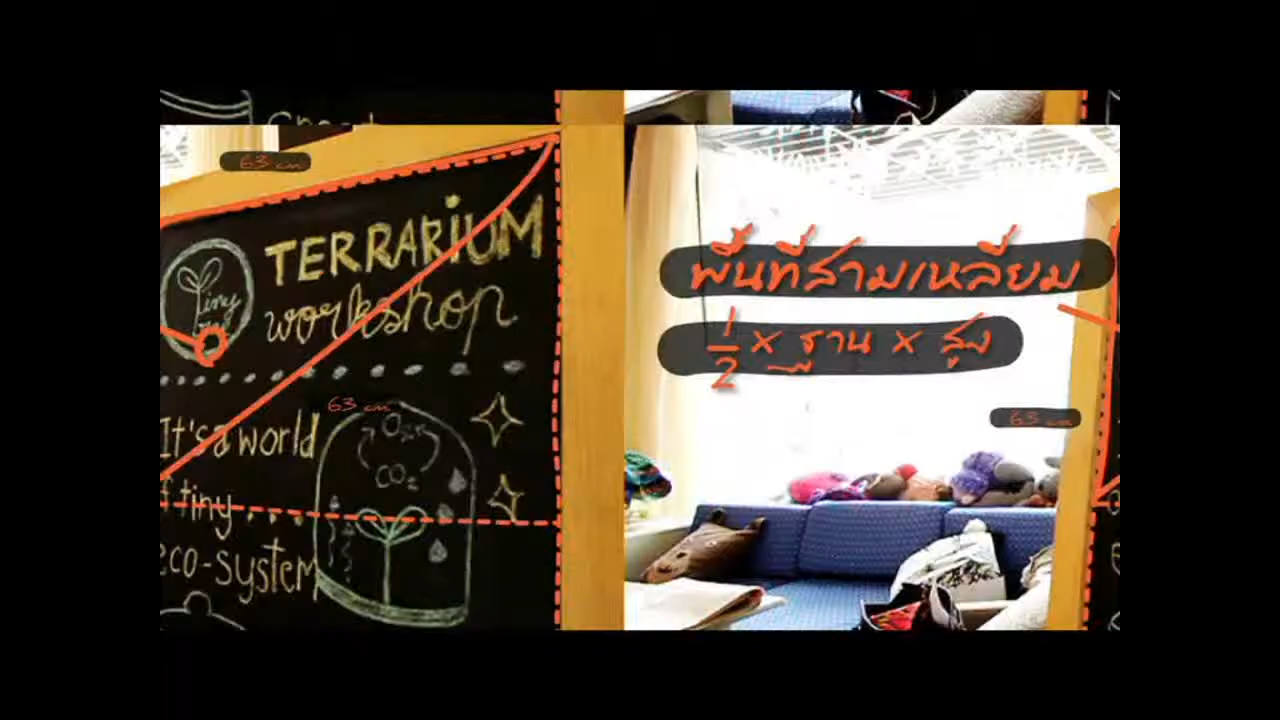 63 cm
TERRARIUM
workshop
Tiny
63 cm
It's a world
f tiny ....
eco-system
O₂
CO₂
พื้นที่สามเหลี่ยม
1/2 x ฐาน x สูง
63 cm